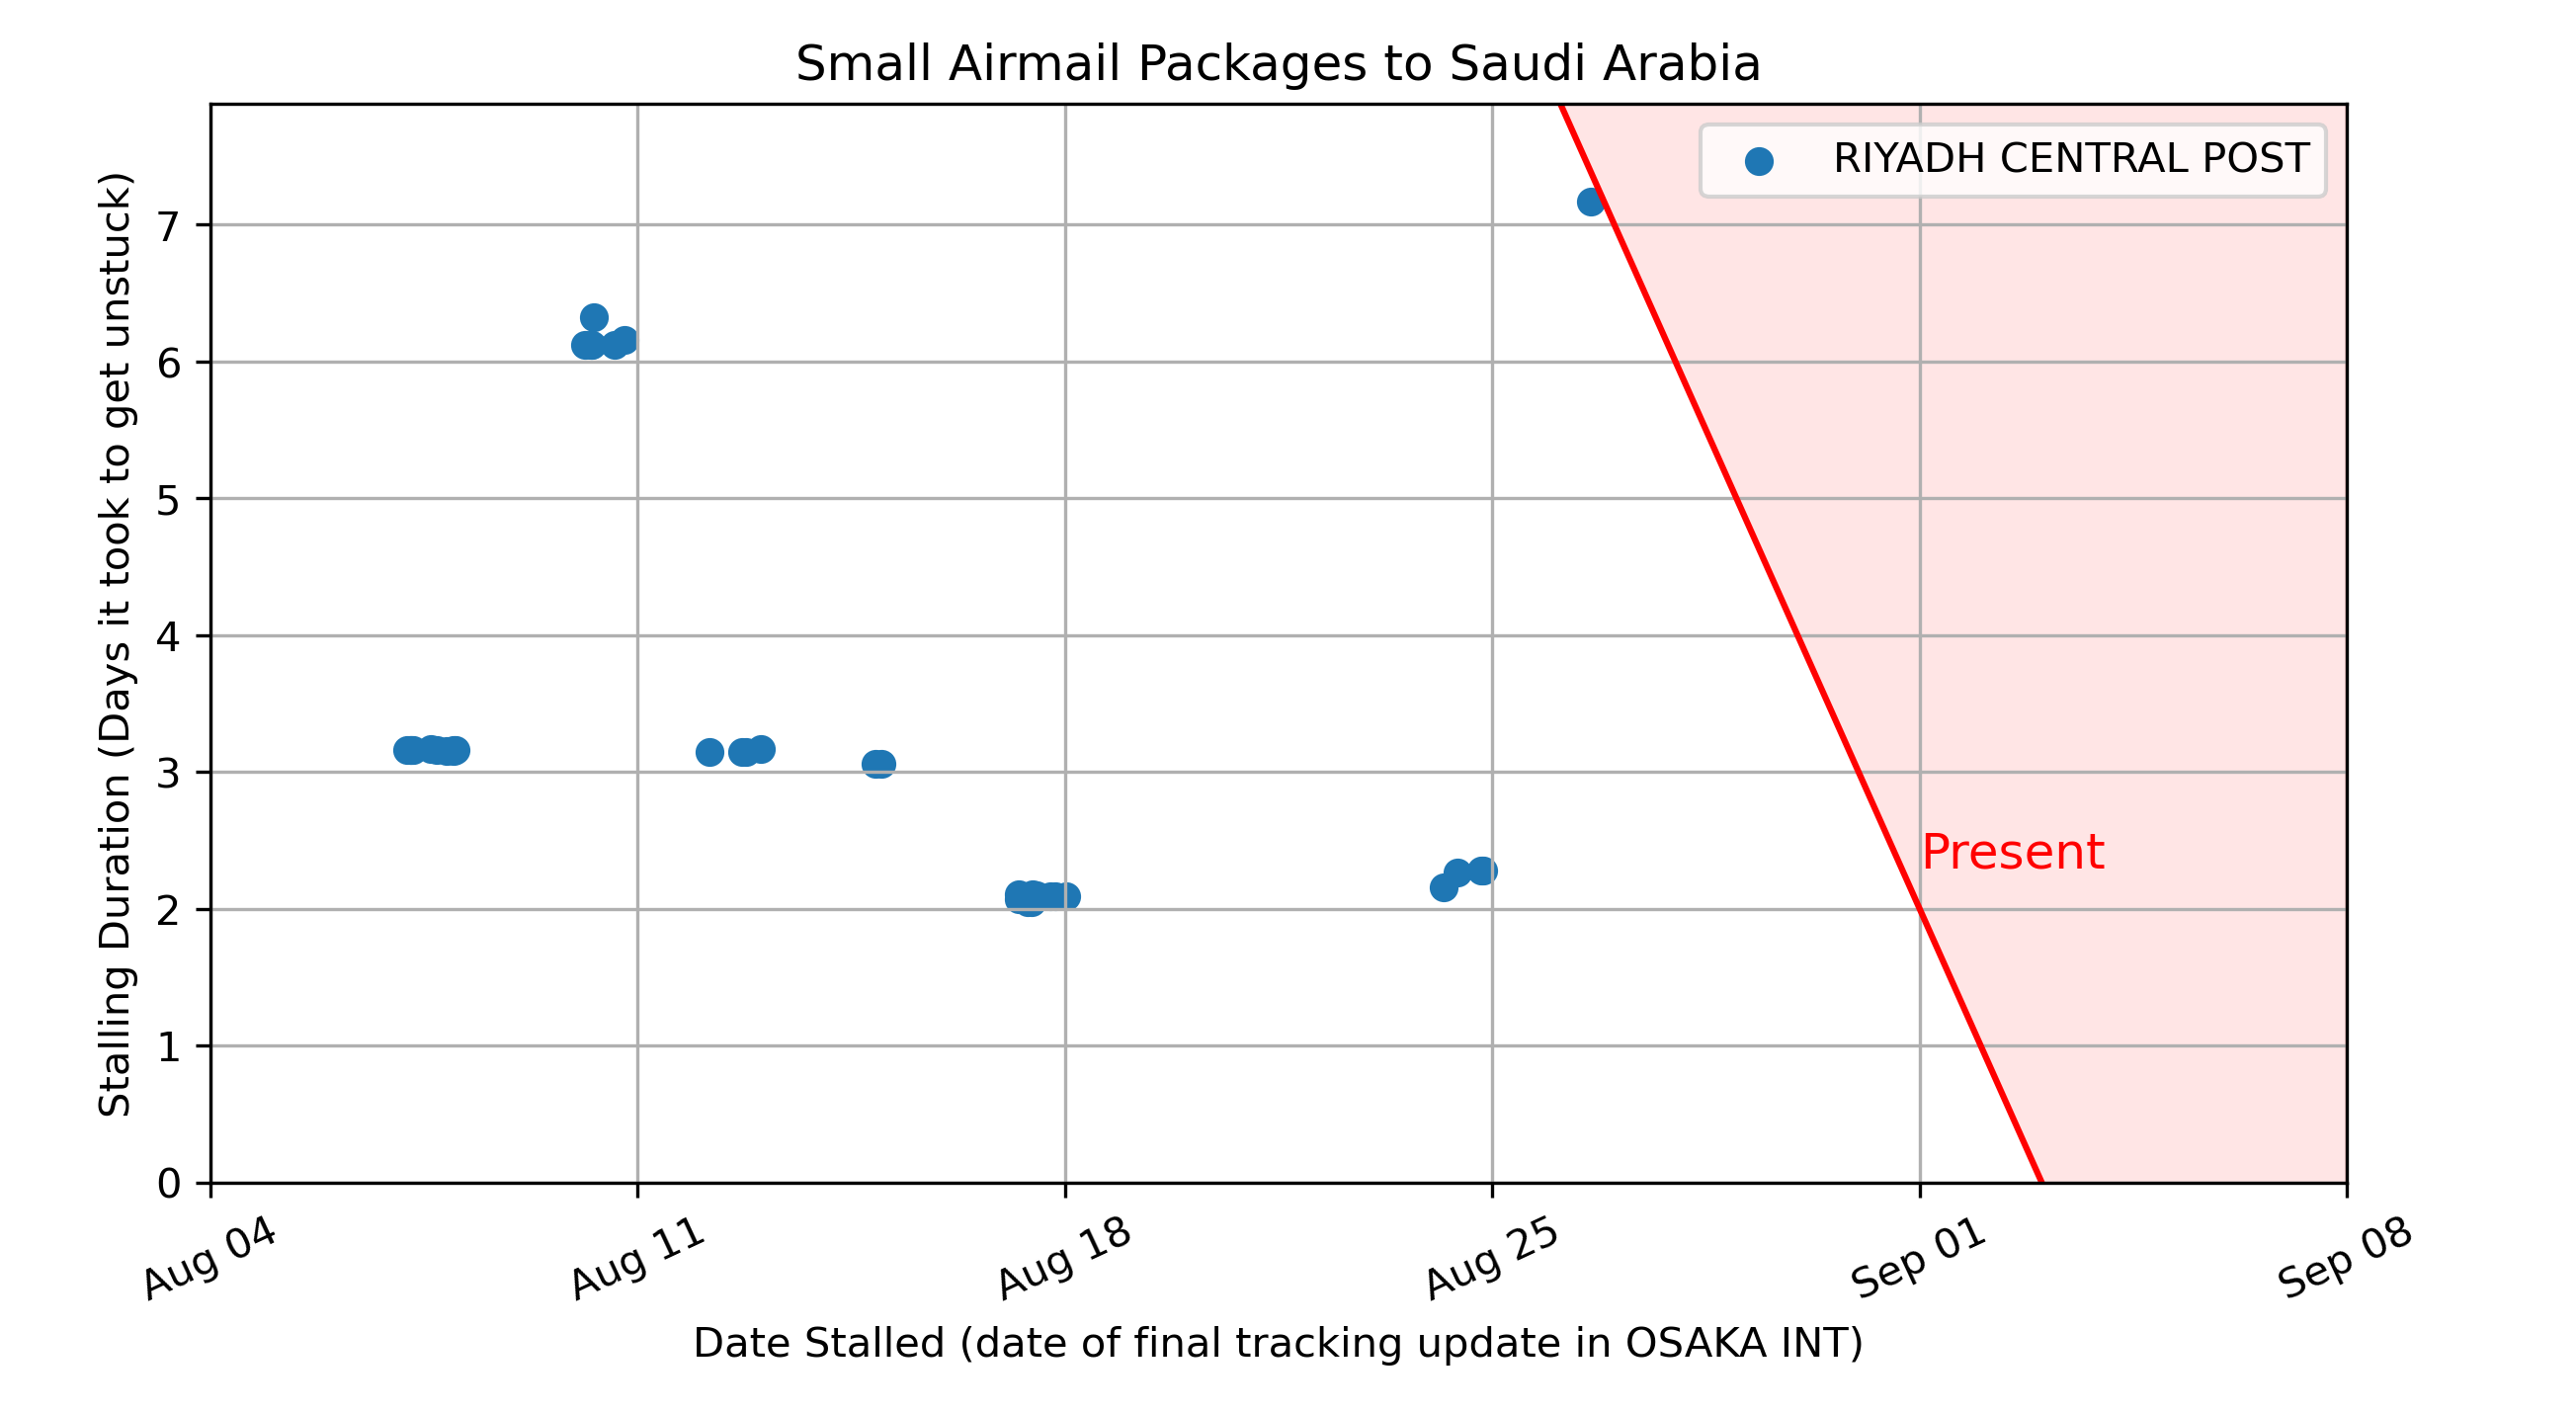 Small Airmail Packages to Saudi Arabia
RIYADH CENTRAL POST
Stalling Duration (Days it took to get unstuck)
7
6
5
4
3
2
1
0
Present
Aug 04
Aug 11
Aug 18
Aug 25
Sep 01
Sep 08
Date Stalled (date of final tracking update in OSAKA INT)